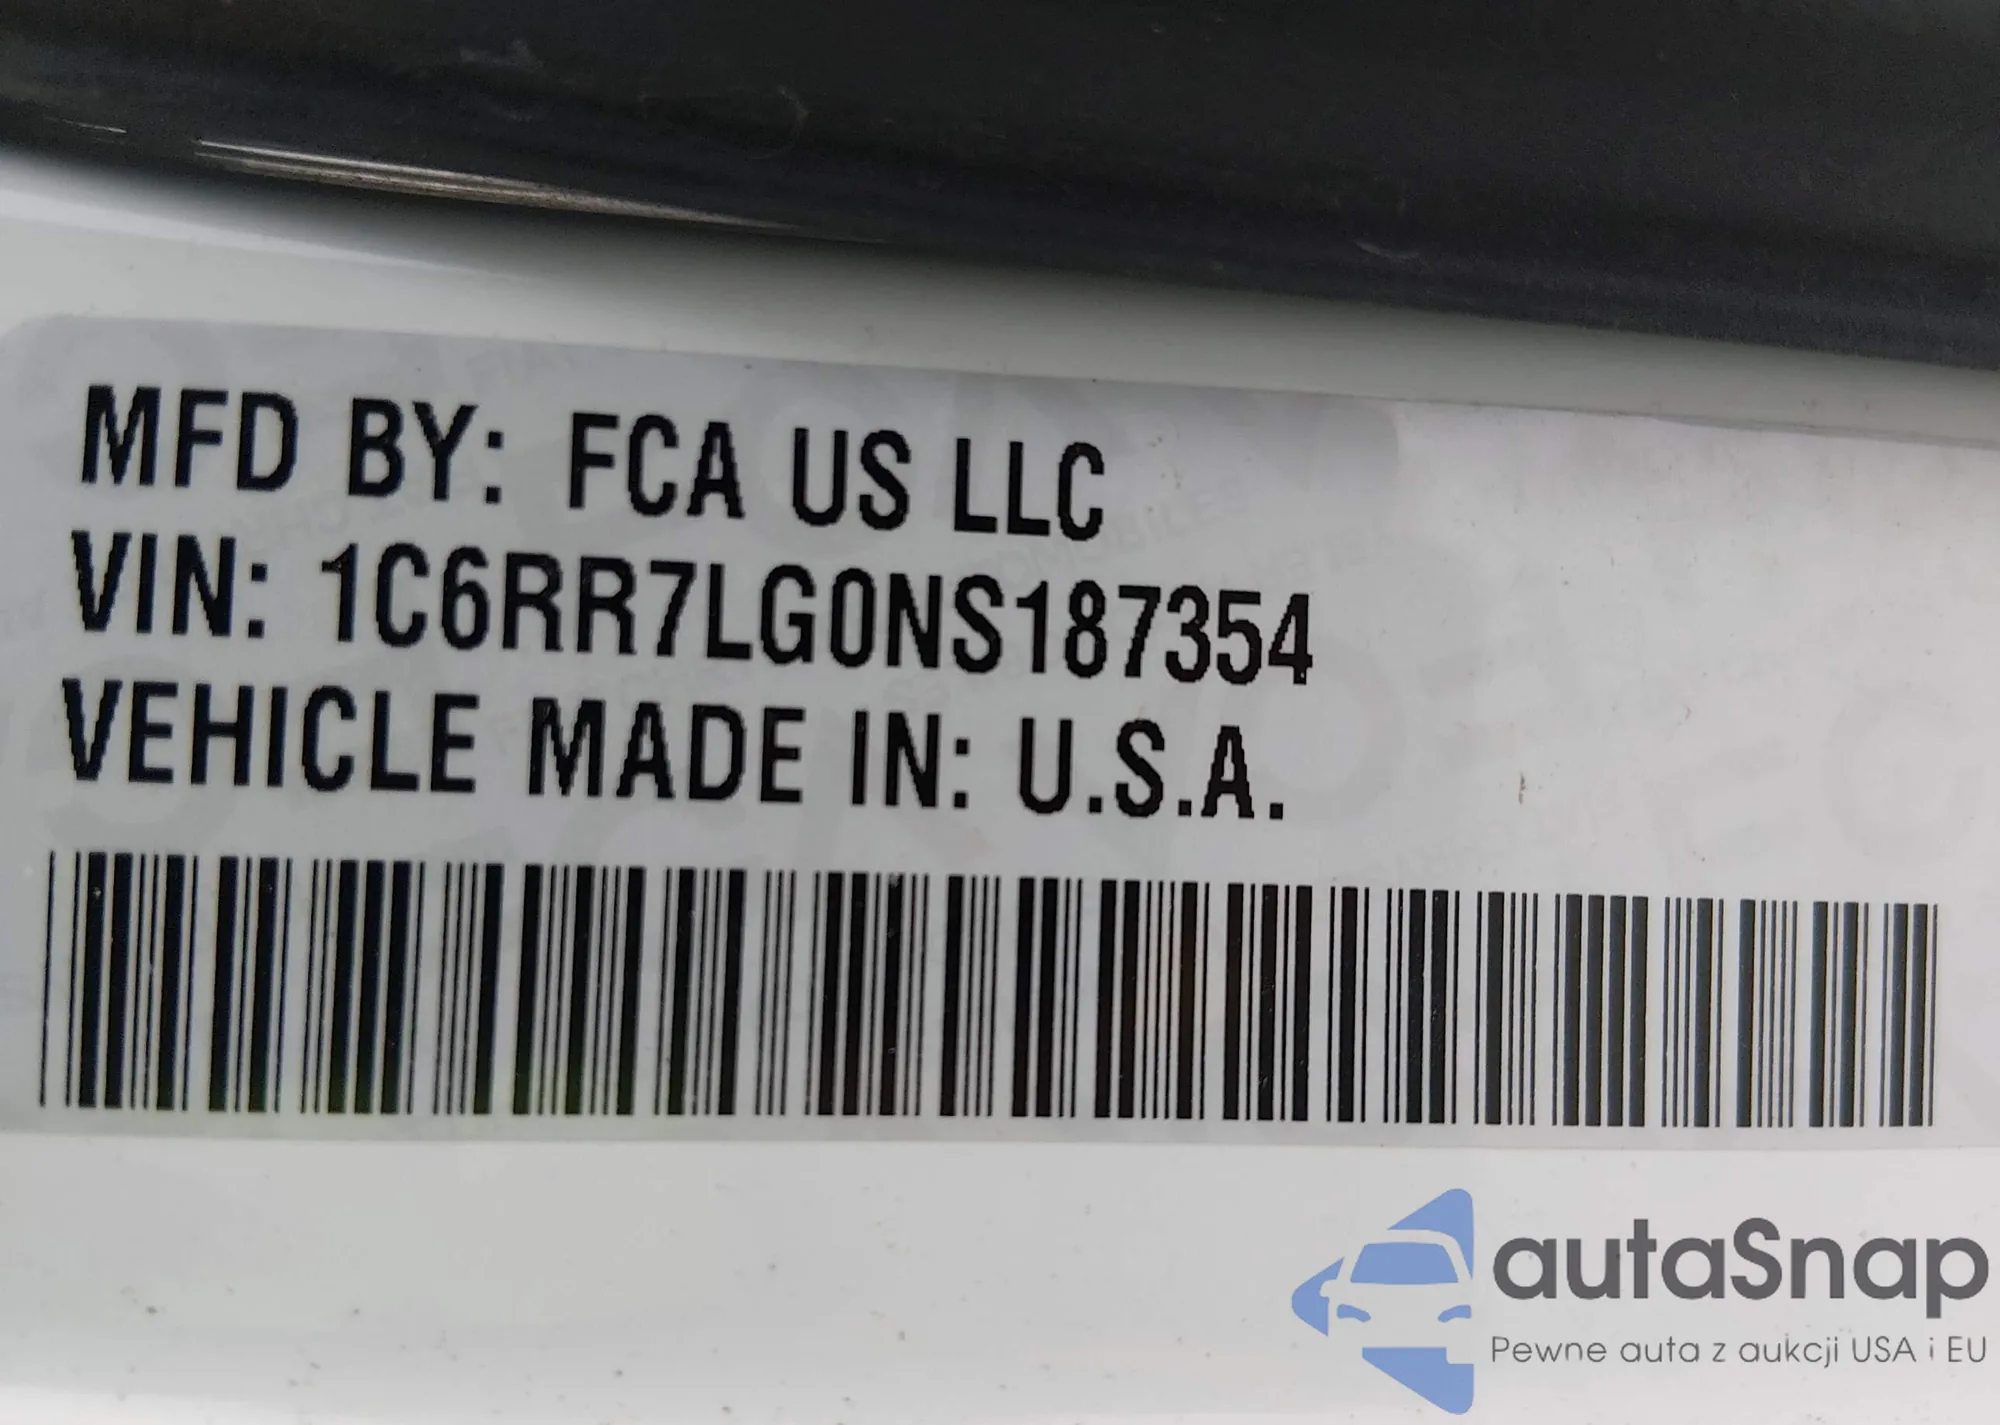 MFD BY: FCA US LLC
VIN: 1C6RR7LG0NS187354
VEHICLE MADE IN: U.S.A.
autaSnap
Pewne auta z aukcji USA i EU